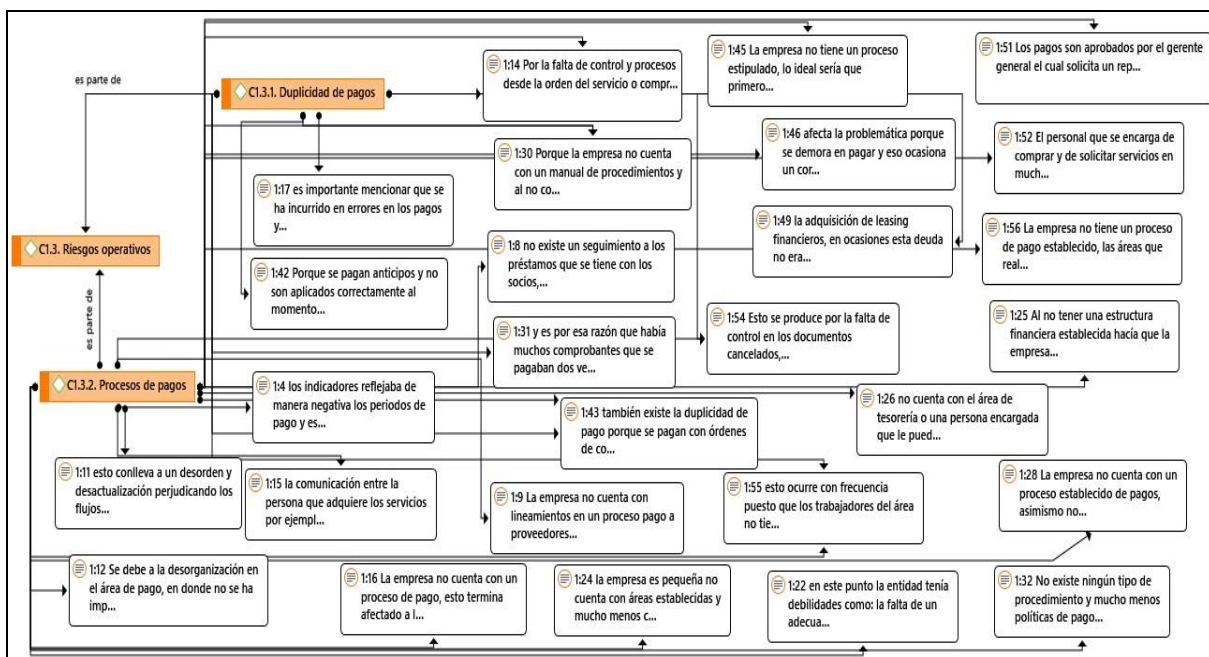 1:14 Por la falta de control y procesos
desde la orden del servicio o compr...
1:45 La empresa no tiene un proceso
estipulado, lo ideal sería que
primero...
1:51 Los pagos son aprobados por el gerente
general el cual solicita un rep...
es parte de
C1.3.1. Duplicidad de pagos
1:30 Porque la empresa no cuenta
con un manual de procedimientos y
al no co...
1:46 afecta la problemática porque
se demora en pagar y eso ocasiona
un cor...
1:52 El personal que se encarga de
comprar y de solicitar servicios en
much...
1:17 es importante mencionar que se
ha incurrido en errores en los pagos
y...
C1.3. Riesgos operativos
1:42 Porque se pagan anticipos y no
son aplicados correctamente al
momento...
1:8 no existe un seguimiento a los
préstamos que se tiene con los
socios,...
1:49 la adquisición de leasing
financieros, en ocasiones esta deuda
no era...
1:56 La empresa no tiene un proceso
de pago establecido, las áreas que
real...
es parte de
1:31 y es por esa razón que había
muchos comprobantes que se
pagaban dos ve...
1:54 Esto se produce por la falta de
control en los documentos
cancelados,...
1:25 Al no tener una estructura
financiera establecida hacía que la
empresa...
C1.3.2. Procesos de pagos
1:4 los indicadores reflejaba de
manera negativa los periodos de
pago y es...
1:43 también existe la duplicidad de
pago porque se pagan con órdenes
de co...
1:26 no cuenta con el área de
tesorería o una persona encargada
que le pued...
1:11 esto conlleva a un desorden y
desactualización perjudicando los
flujos...
1:15 la comunicación entre la
persona que adquiere los servicios
por ejempl...
1:9 La empresa no cuenta con
lineamientos en un proceso pago a
proveedores...
1:55 esto ocurre con frecuencia
puesto que los trabajadores del área
no tie...
1:28 La empresa no cuenta con un
proceso establecido de pagos,
asimismo no...
1:12 Se debe a la desorganización en
el área de pago, en donde no se ha
imp...
1:16 La empresa no cuenta con un
proceso de pago, esto termina
afectado a l...
1:24 la empresa es pequeña no
cuenta con áreas establecidas y
mucho menos c...
1:22 en este punto la entidad tenía
debilidades como: la falta de un
adecua...
1:32 No existe ningún tipo de
procedimiento y mucho menos
políticas de pago...